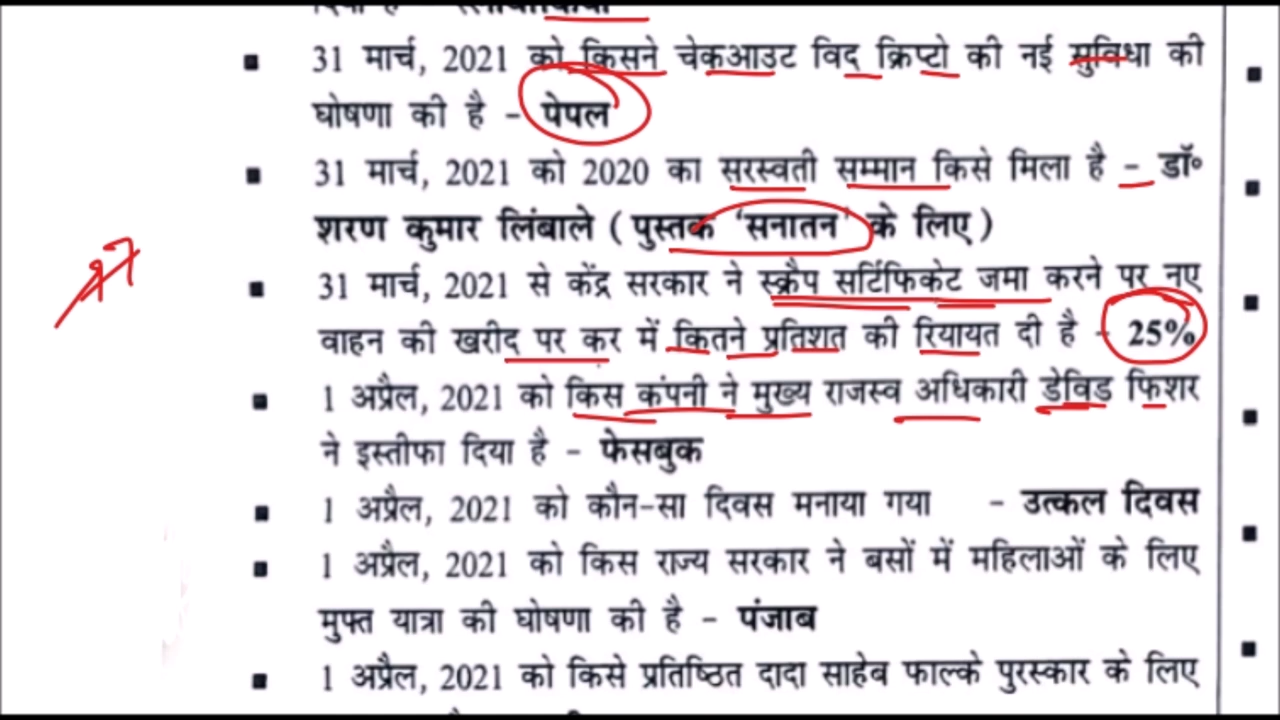 31 मार्च, 2021 को किसने चेकआउट विद क्रिप्टो की नई सुविधा की
घोषणा की है - पेपल
31 मार्च, 2021 को 2020 का सरस्वती सम्मान किसे मिला है - डॉ॰
शरण कुमार लिंबाले ( पुस्तक 'सनातन' के लिए )
31 मार्च, 2021 से केंद्र सरकार ने स्क्रैप सर्टिफिकेट जमा करने पर नए
वाहन की खरीद पर कर में कितने प्रतिशत की रियायत दी है - 25%
1 अप्रैल, 2021 को किस कंपनी ने मुख्य राजस्व अधिकारी डेविड फिशर
ने इस्तीफा दिया है - फेसबुक
1 अप्रैल, 2021 को कौन-सा दिवस मनाया गया - उत्कल दिवस
1 अप्रैल, 2021 को किस राज्य सरकार ने बसों में महिलाओं के लिए
मुफ्त यात्रा की घोषणा की है - पंजाब
1 अप्रैल, 2021 को किसे प्रतिष्ठित दादा साहेब फाल्के पुरस्कार के लिए